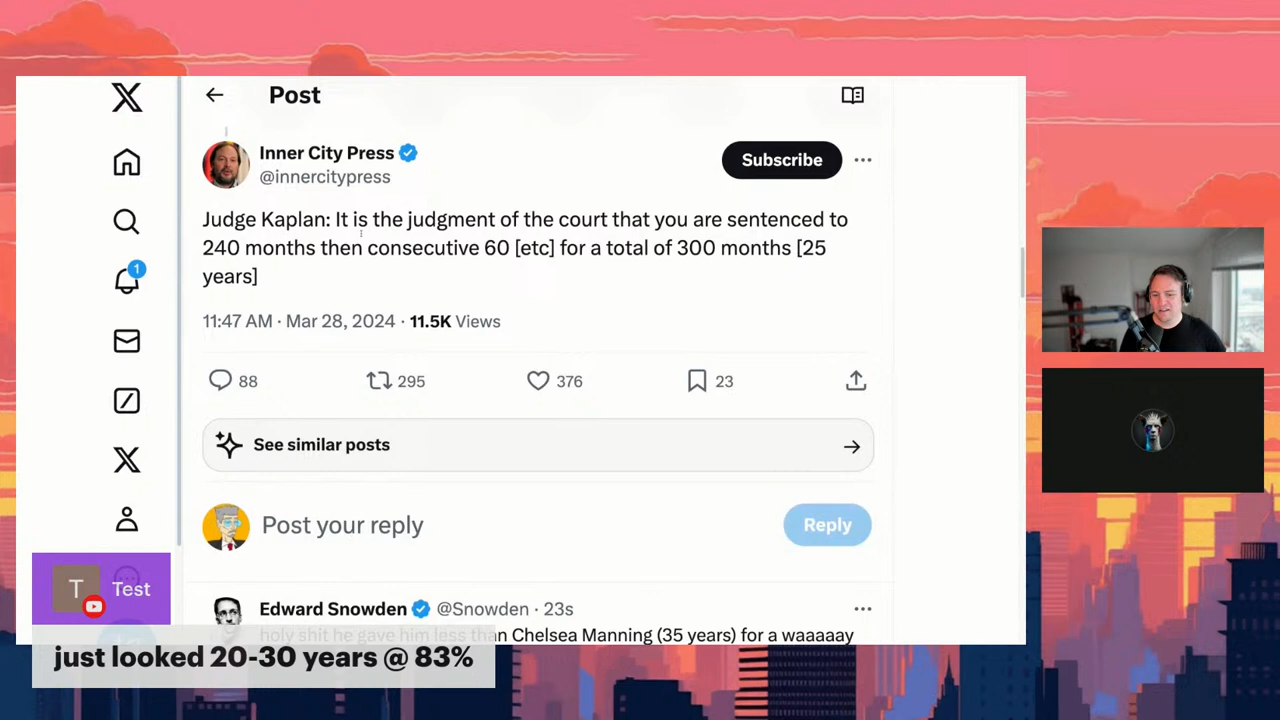 Post
Inner City Press
@innercitypress
Subscribe
Judge Kaplan: It is the judgment of the court that you are sentenced to
240 months then consecutive 60 [etc] for a total of 300 months [25
years]
11:47 AM · Mar 28, 2024 · 11.5K Views
88
295
376
23
See similar posts
Post your reply
Reply
1
Edward Snowden @Snowden · 23s
holy shit he gave him less than Chelsea Manning (35 years) for a waaaaay
T
Test
just looked 20-30 years @ 83%